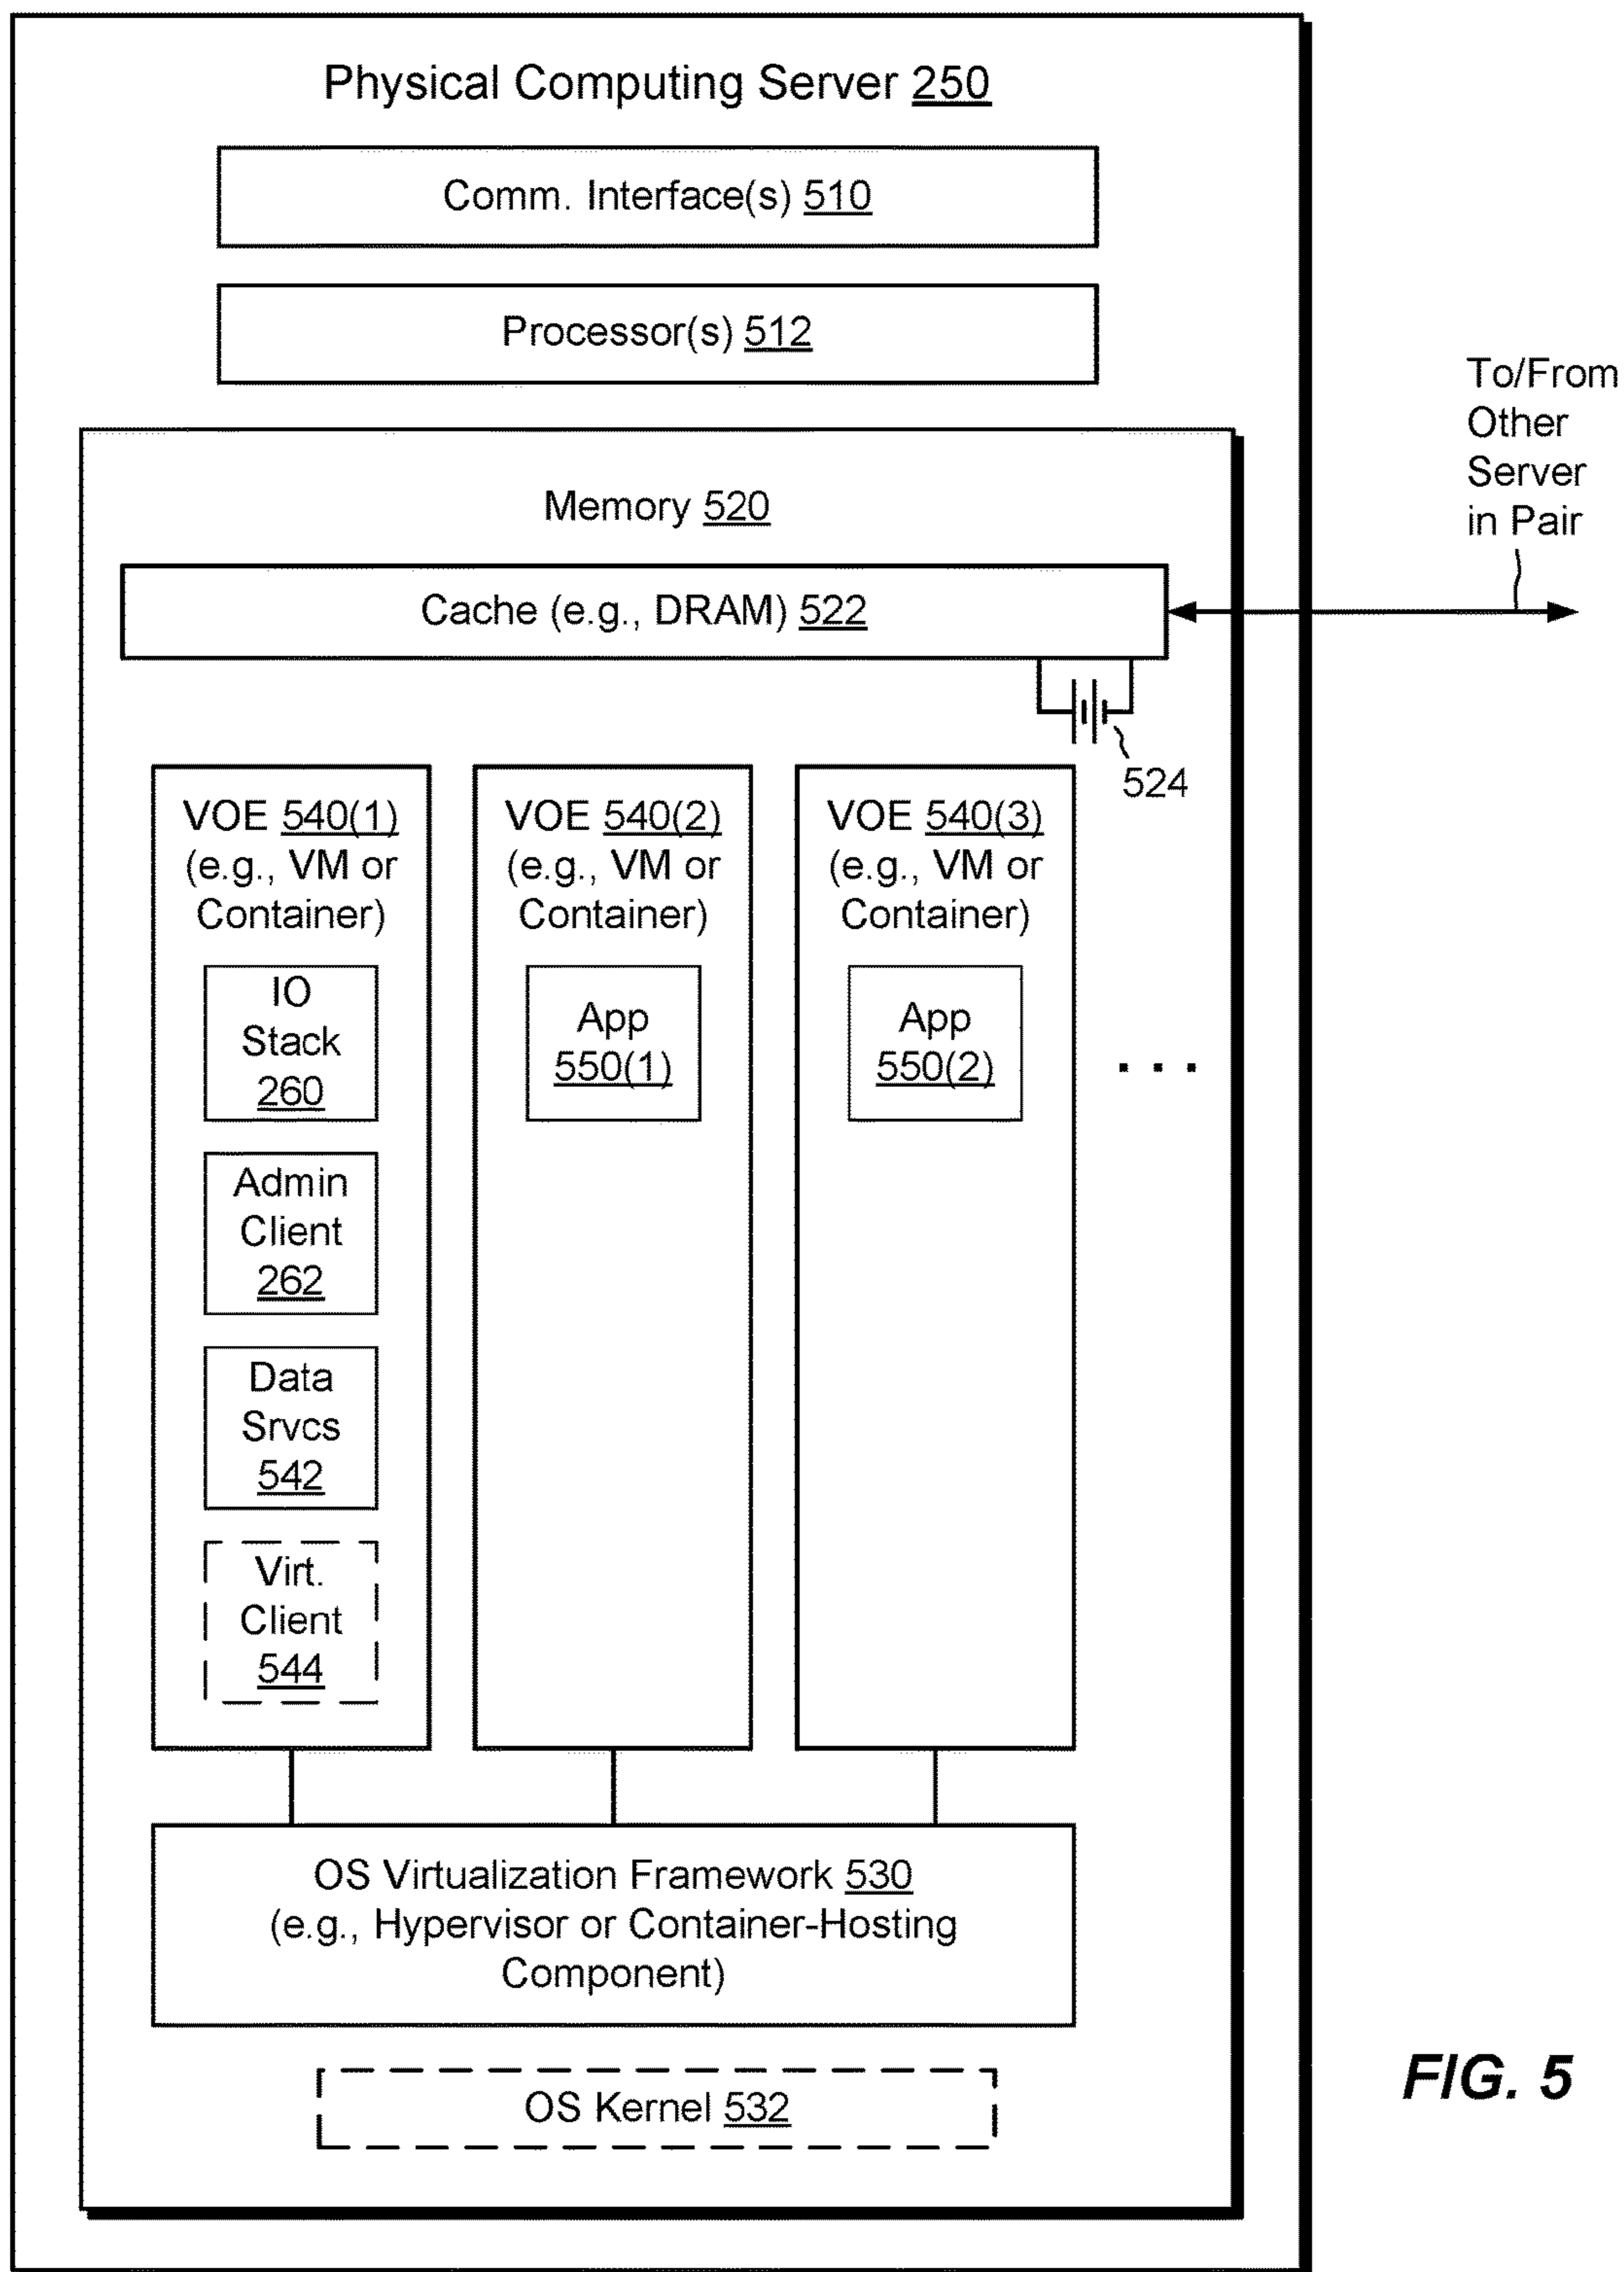 Physical Computing Server 250
Comm. Interface(s) 510
Processor(s) 512
To/From
Other
Server
in Pair
Memory 520
Cache (e.g., DRAM) 522
524
VOE 540(1)
(e.g., VM or
Container)
IO
Stack
260
Admin
Client
262
Data
Srvcs
542
Virt.
Client
544
VOE 540(2)
(e.g., VM or
Container)
App
550(1)
VOE 540(3)
(e.g., VM or
Container)
App
550(2)
. . .
OS Virtualization Framework 530
(e.g., Hypervisor or Container-Hosting
Component)
OS Kernel 532
FIG. 5